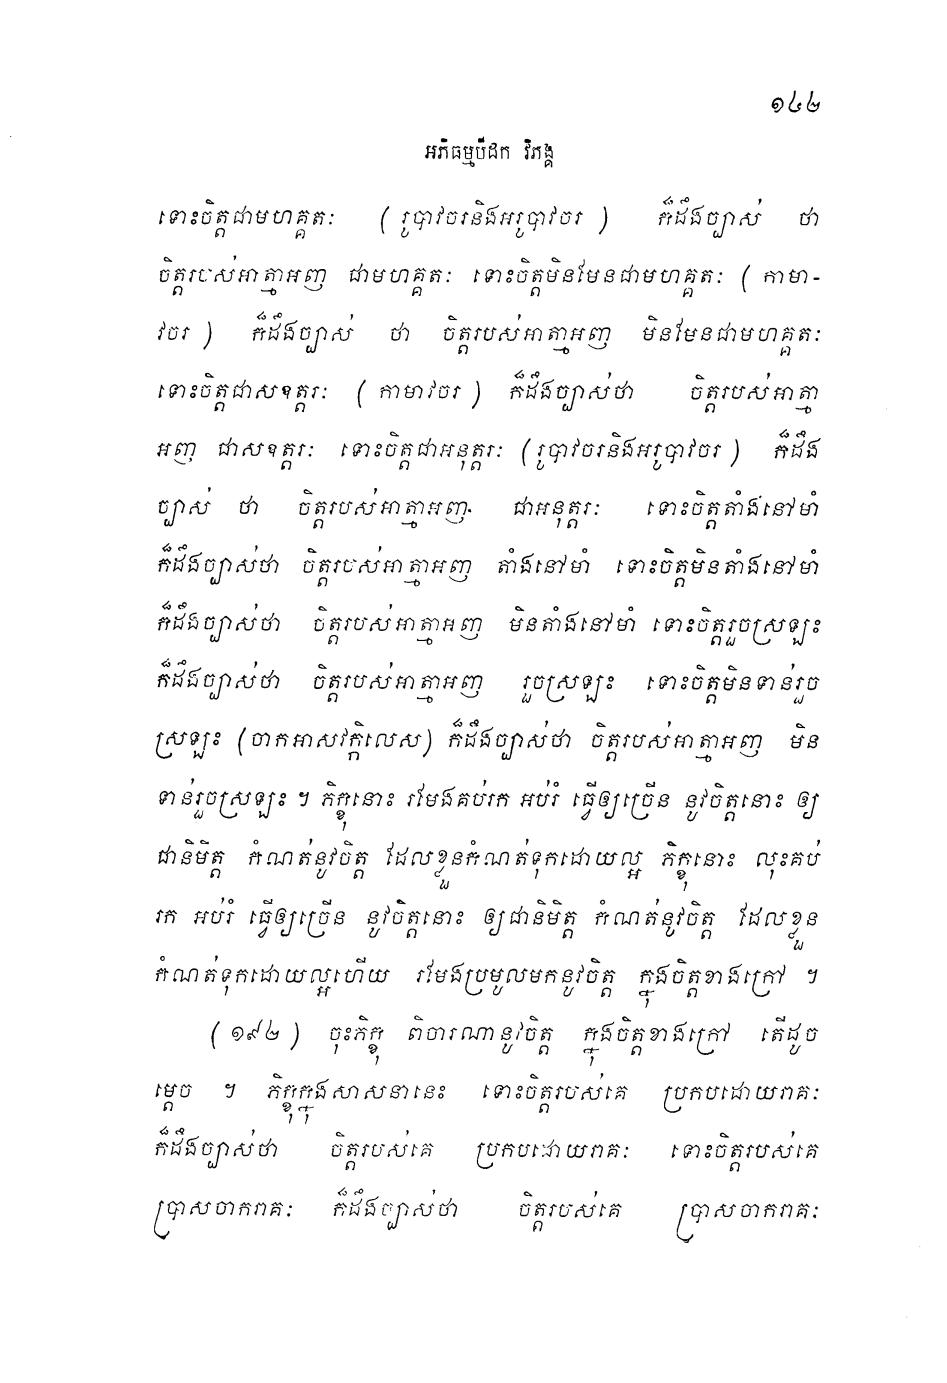 ១៤២
អភិធម្មបិដក វិភង្គ
ទោះចិត្តជាមហគ្គតៈ (រូបាវចរនិងអរូបាវចរ) ក៏ដឹងច្បាស់ ថា
ចិត្តរបស់អាត្មាអញ ជាមហគ្គតៈ ទោះចិត្តមិនមែនជាមហគ្គតៈ (កាមា-
វចរ) ក៏ដឹងច្បាស់ ថា ចិត្តរបស់អាត្មាអញ មិនមែនជាមហគ្គតៈ
ទោះចិត្តជាសឧត្តរៈ (កាមាវចរ) ក៏ដឹងច្បាស់ថា ចិត្តរបស់អាត្មា
អញ ជាសឧត្តរៈ ទោះចិត្តជាអនុត្តរៈ (រូបាវចរនិងអរូបាវចរ) ក៏ដឹង
ច្បាស់ ថា ចិត្តរបស់អាត្មាអញ ជាអនុត្តរៈ ទោះចិត្តតាំងនៅមាំ
ក៏ដឹងច្បាស់ថា ចិត្តរបស់អាត្មាអញ តាំងនៅមាំ ទោះចិត្តមិនតាំងនៅមាំ
ក៏ដឹងច្បាស់ថា ចិត្តរបស់អាត្មាអញ មិនតាំងនៅមាំ ទោះចិត្តរួចស្រឡះ
ក៏ដឹងច្បាស់ថា ចិត្តរបស់អាត្មាអញ រួចស្រឡះ ទោះចិត្តមិនទាន់រួច
ស្រឡះ (ចាកអាសវក្កិលេស) ក៏ដឹងច្បាស់ថា ចិត្តរបស់អាត្មាអញ មិន
ទាន់រួចស្រឡះ ។ ភិក្ខុនោះ រមែងគប់រក អប់រំ ធ្វើឲ្យច្រើន នូវចិត្តនោះ ឲ្យ
ជានិមិត្ត កំណត់នូវចិត្ត ដែលខ្លួនកំណត់ទុកដោយល្អ ភិក្ខុនោះ លុះគប់
រក អប់រំ ធ្វើឲ្យច្រើន នូវចិត្តនោះ ឲ្យជានិមិត្ត កំណត់នូវចិត្ត ដែលខ្លួន
កំណត់ទុកដោយល្អហើយ រមែងប្រមូលមកនូវចិត្ត ក្នុងចិត្តខាងក្រៅ ។
(១៩២) ចុះភិក្ខុ ពិចារណានូវចិត្ត ក្នុងចិត្តខាងក្រៅ តើដូច
ម្តេច ។ ភិក្ខុក្នុងសាសនានេះ ទោះចិត្តរបស់គេ ប្រកបដោយរាគៈ
ក៏ដឹងច្បាស់ថា ចិត្តរបស់គេ ប្រកបដោយរាគៈ ទោះចិត្តរបស់គេ
ប្រាសចាករាគៈ ក៏ដឹងច្បាស់ថា ចិត្តរបស់គេ ប្រាសចាករាគៈ